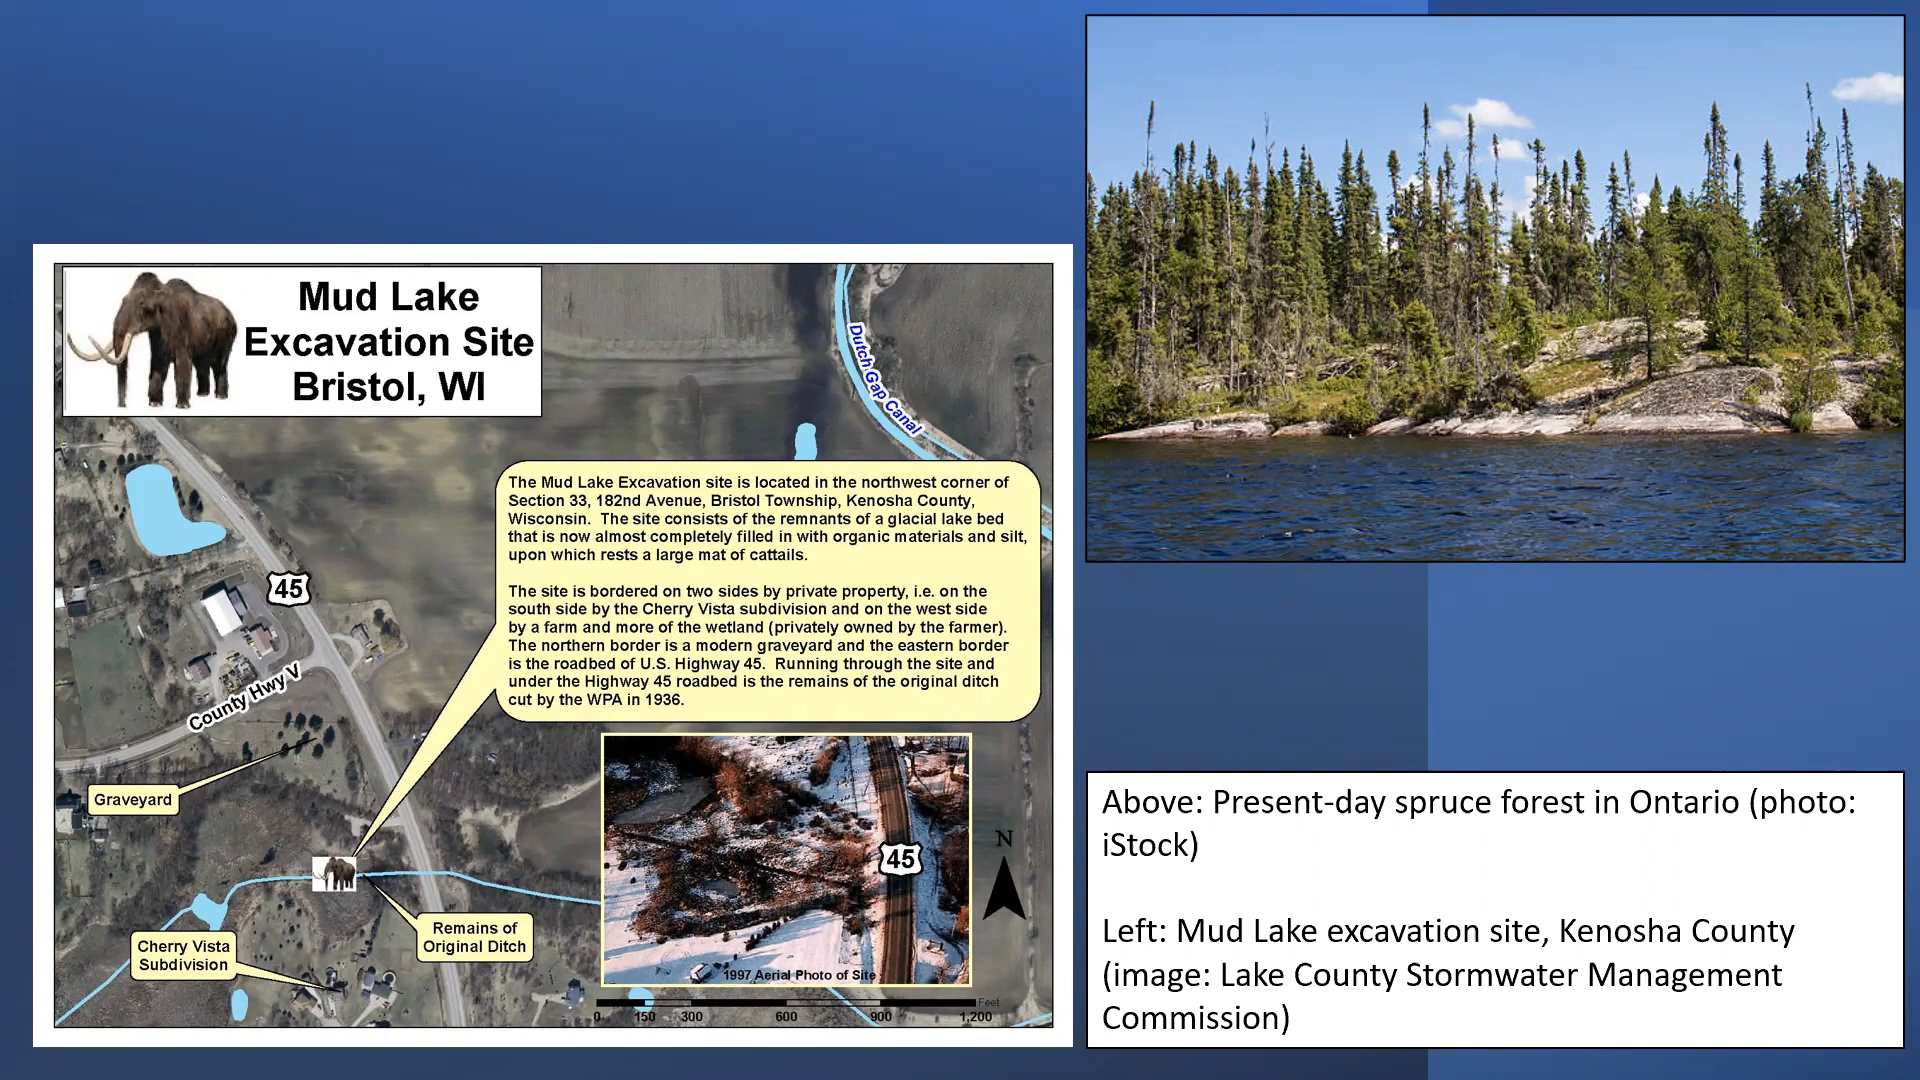 Mud Lake
Excavation Site
Bristol, WI
Dutch Gap Canal
The Mud Lake Excavation site is located in the northwest corner of
Section 33, 182nd Avenue, Bristol Township, Kenosha County,
Wisconsin.  The site consists of the remnants of a glacial lake bed
that is now almost completely filled in with organic materials and silt,
upon which rests a large mat of cattails.
The site is bordered on two sides by private property, i.e. on the
south side by the Cherry Vista subdivision and on the west side
by a farm and more of the wetland (privately owned by the farmer).
The northern border is a modern graveyard and the eastern border
is the roadbed of U.S. Highway 45.  Running through the site and
under the Highway 45 roadbed is the remains of the original ditch
cut by the WPA in 1936.
45
County Hwy V
Graveyard
Cherry Vista
Subdivision
Remains of
Original Ditch
45
1997 Aerial Photo of Site
N
Feet
0 150 300 600 900 1,200
Above: Present-day spruce forest in Ontario (photo:
iStock)
Left: Mud Lake excavation site, Kenosha County
(image: Lake County Stormwater Management
Commission)